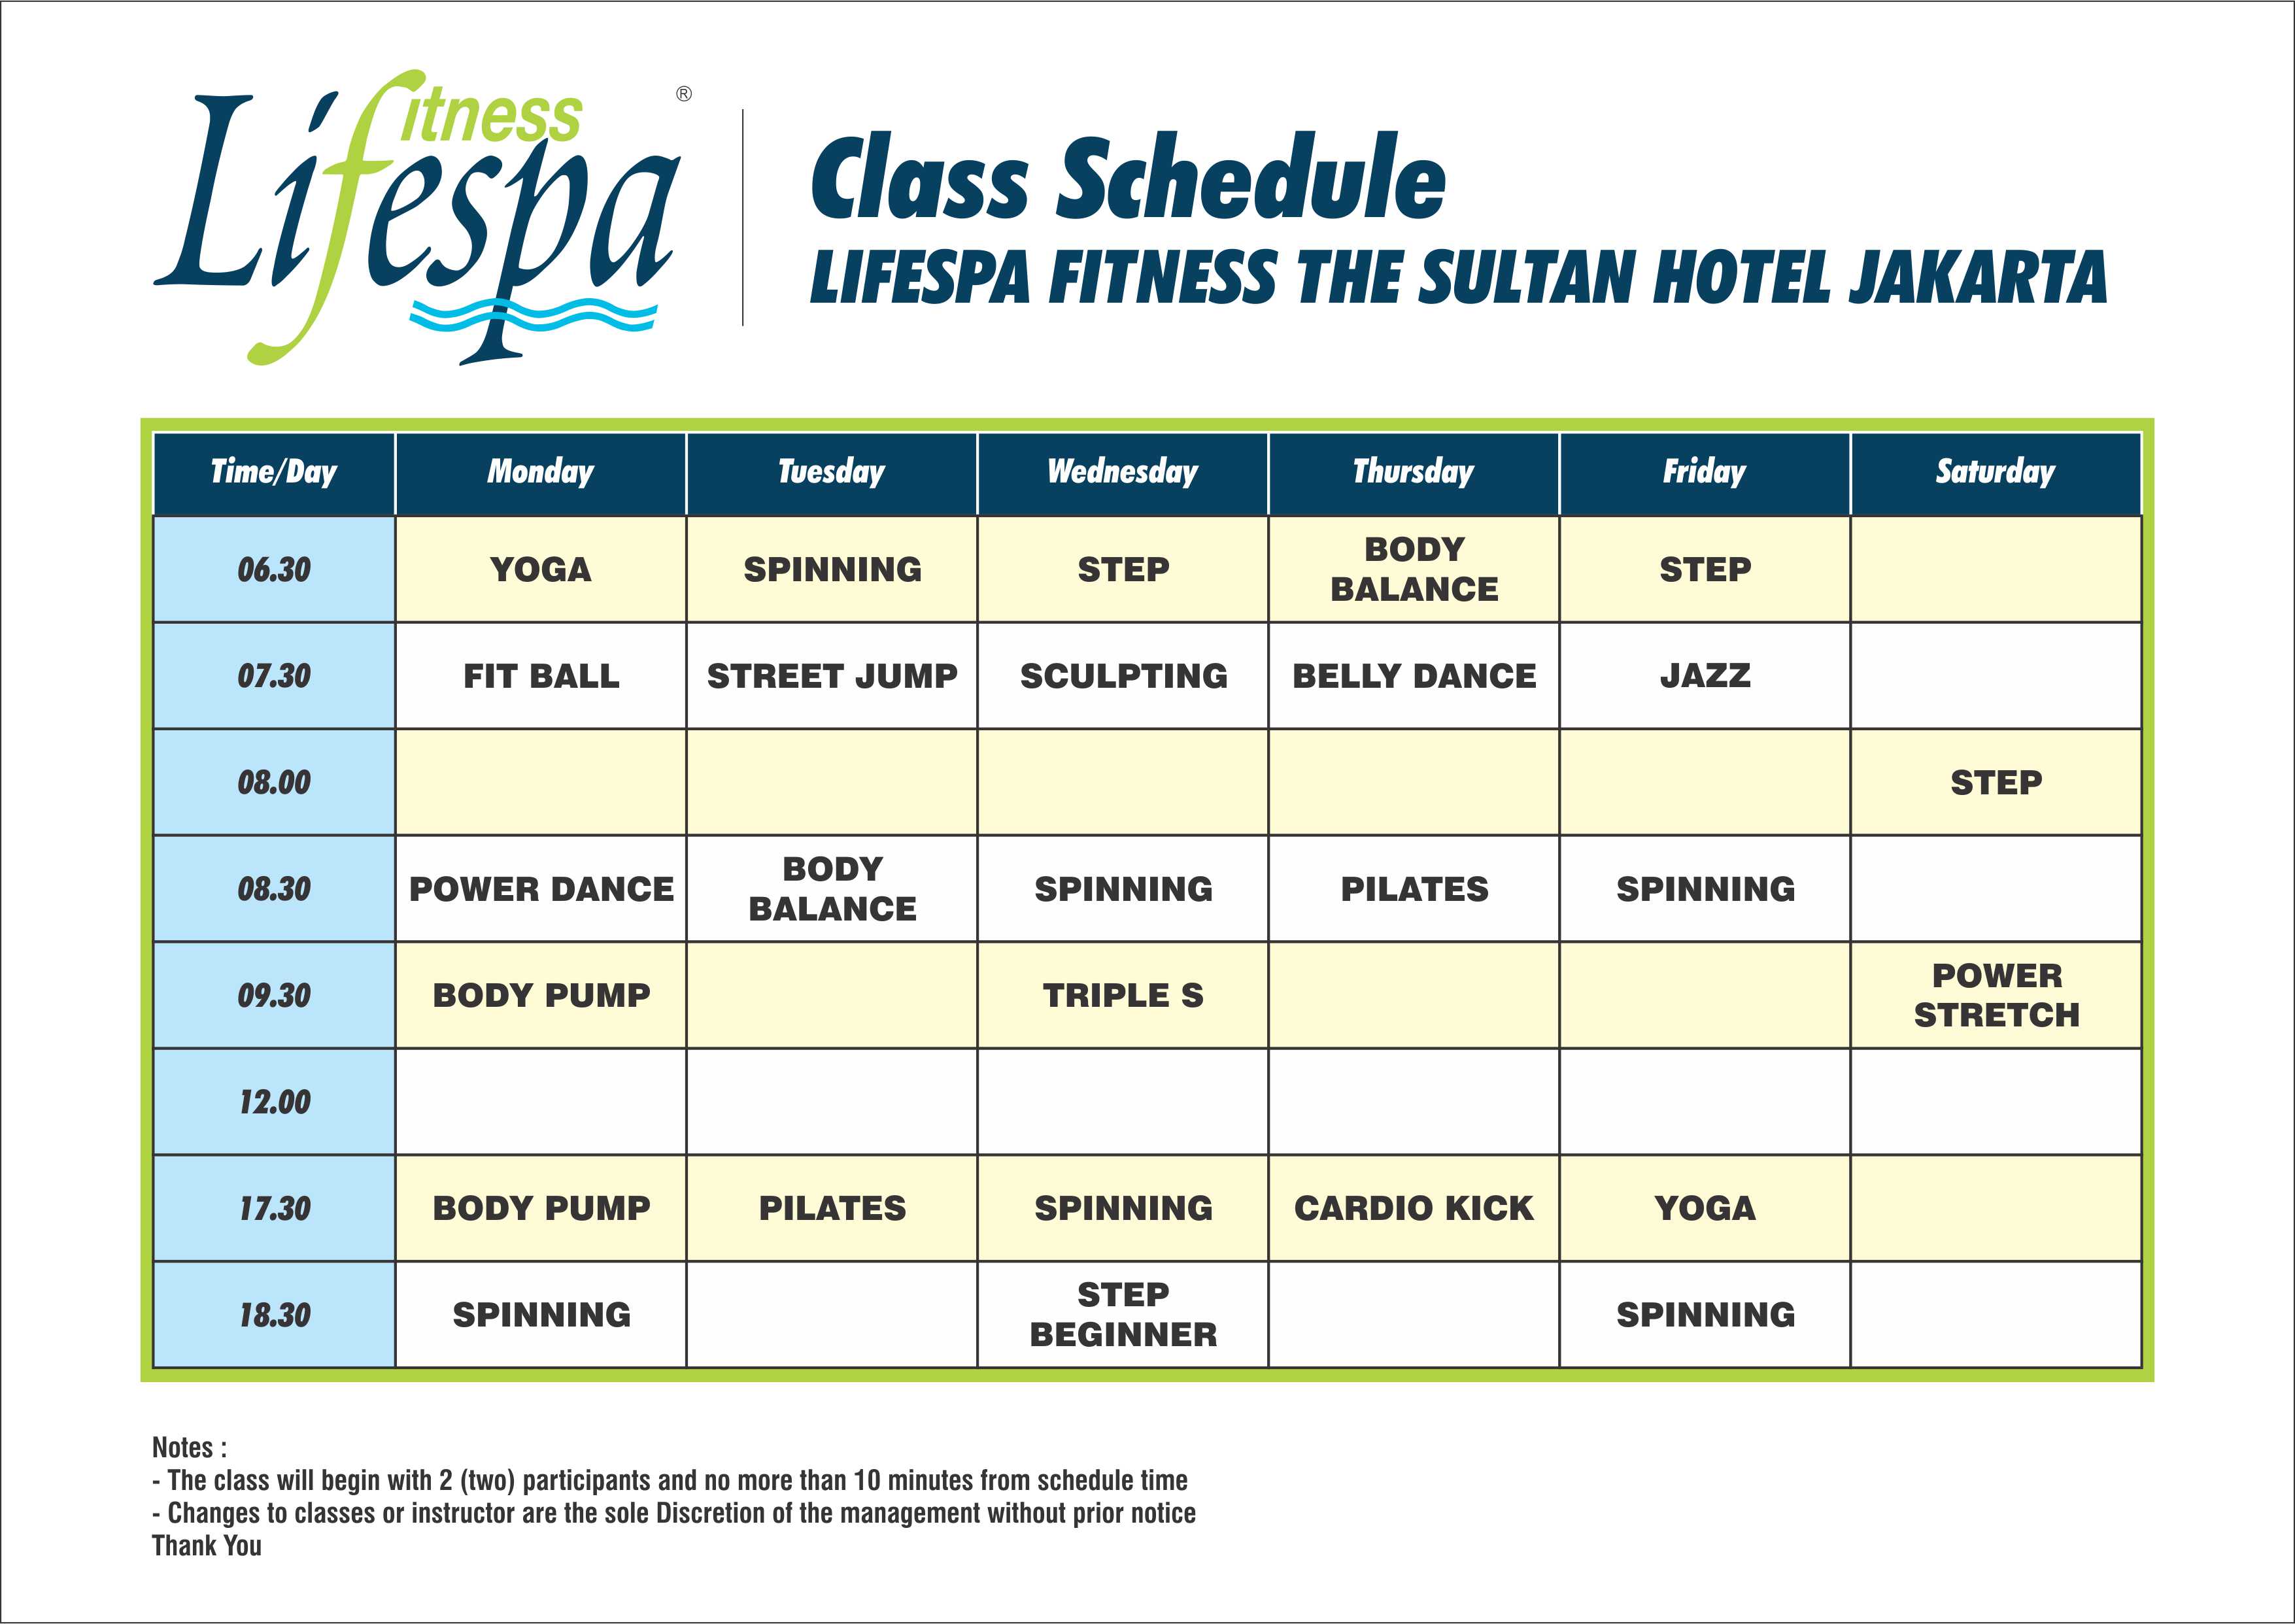 Lifespa fitness ®
Class Schedule
LIFESPA FITNESS THE SULTAN HOTEL JAKARTA
Time/Day Monday Tuesday Wednesday Thursday Friday Saturday
06.30 YOGA SPINNING STEP BODY BALANCE STEP
07.30 FIT BALL STREET JUMP SCULPTING BELLY DANCE JAZZ
08.00 STEP
08.30 POWER DANCE BODY BALANCE SPINNING PILATES SPINNING
09.30 BODY PUMP TRIPLE S POWER STRETCH
12.00
17.30 BODY PUMP PILATES SPINNING CARDIO KICK YOGA
18.30 SPINNING STEP BEGINNER SPINNING
Notes :
- The class will begin with 2 (two) participants and no more than 10 minutes from schedule time
- Changes to classes or instructor are the sole Discretion of the management without prior notice
Thank You